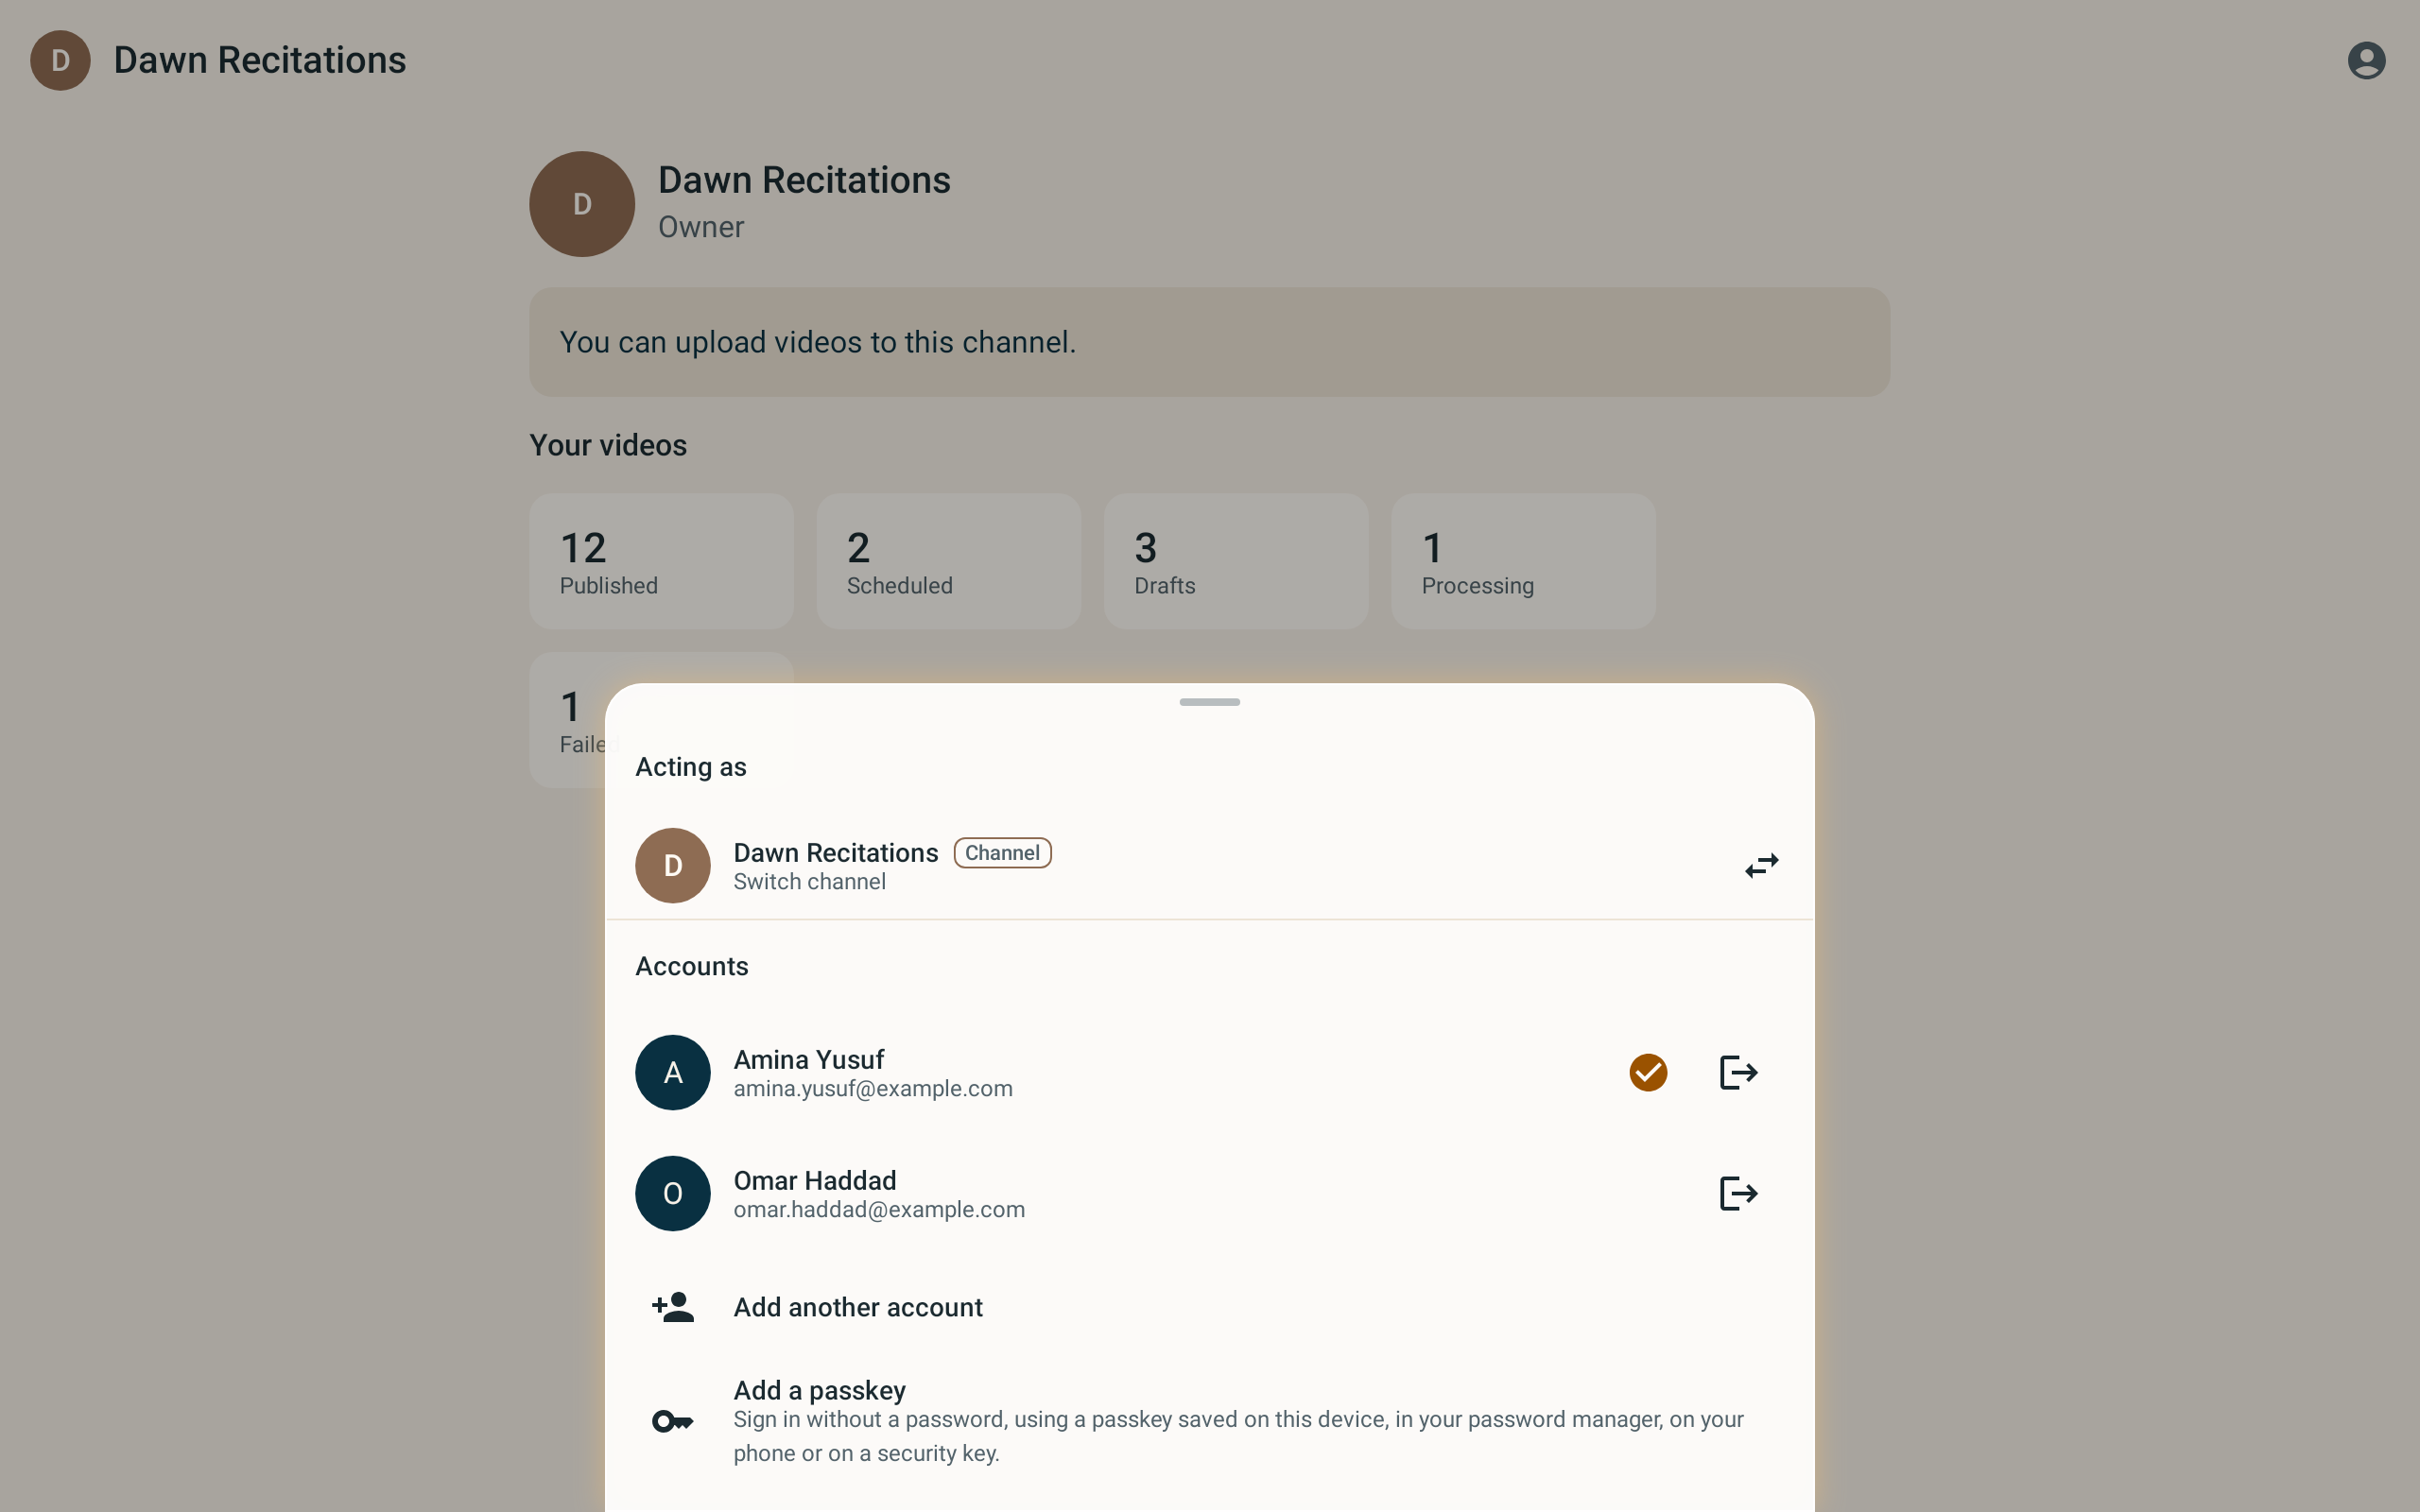 D Dawn Recitations
D
Dawn Recitations
Owner
You can upload videos to this channel.
Your videos
12
Published
2
Scheduled
3
Drafts
1
Processing
1
Failed
Acting as
D
Dawn Recitations Channel
Switch channel
Accounts
A
Amina Yusuf
amina.yusuf@example.com
O
Omar Haddad
omar.haddad@example.com
Add another account
Add a passkey
Sign in without a password, using a passkey saved on this device, in your password manager, on your
phone or on a security key.